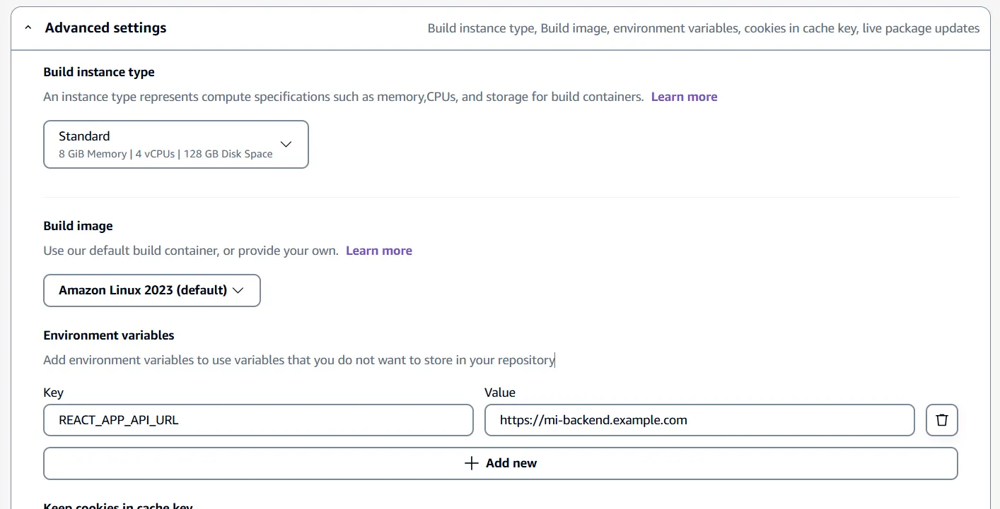 Advanced settings
Build instance type, Build image, environment variables, cookies in cache key, live package updates
Build instance type
An instance type represents compute specifications such as memory,CPUs, and storage for build containers. Learn more
Standard
8 GiB Memory | 4 vCPUs | 128 GB Disk Space
Build image
Use our default build container, or provide your own. Learn more
Amazon Linux 2023 (default)
Environment variables
Add environment variables to use variables that you do not want to store in your repository
Key
Value
REACT_APP_API_URL
https://mi-backend.example.com
Add new
Keep cookies in cache key